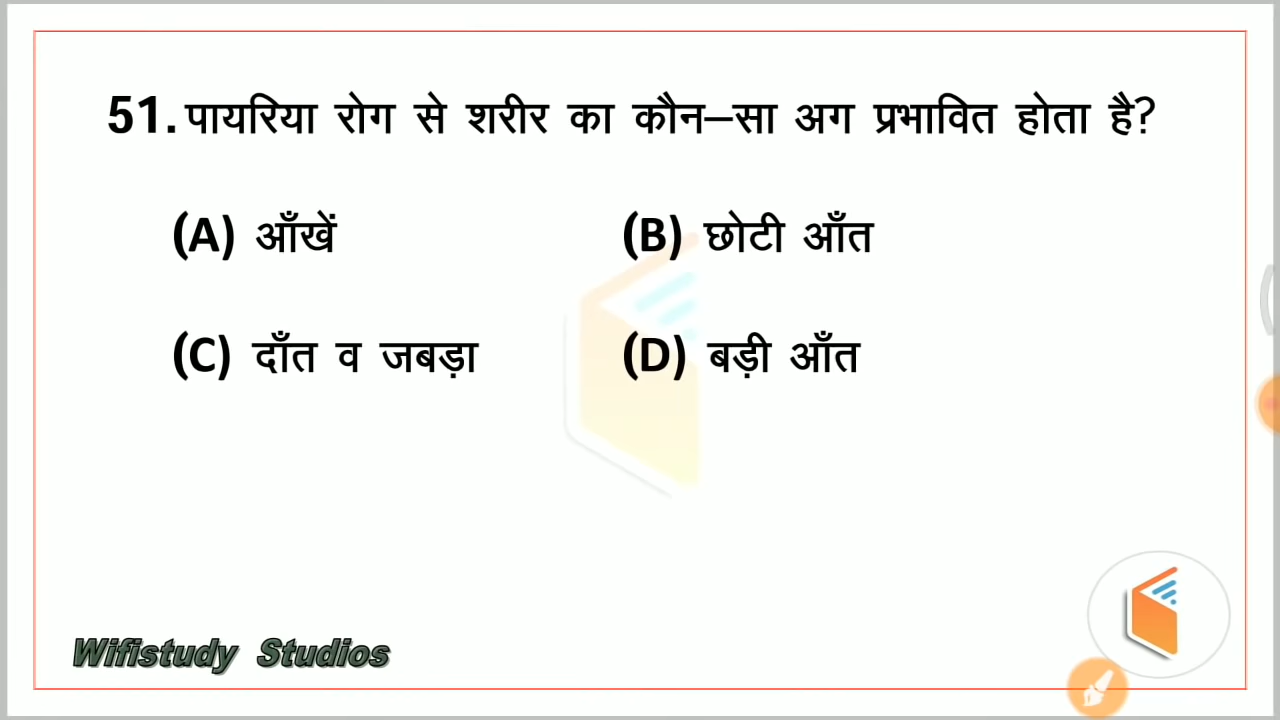 51. पायरिया रोग से शरीर का कौन–सा अग प्रभावित होता है?
(A) आँखें (B) छोटी आँत
(C) दाँत व जबड़ा (D) बड़ी आँत
Wifistudy Studios